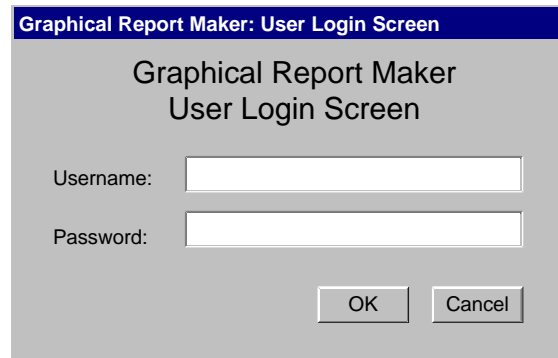 Graphical Report Maker: User Login Screen
Graphical Report Maker
User Login Screen
Username:
Password:
OK Cancel